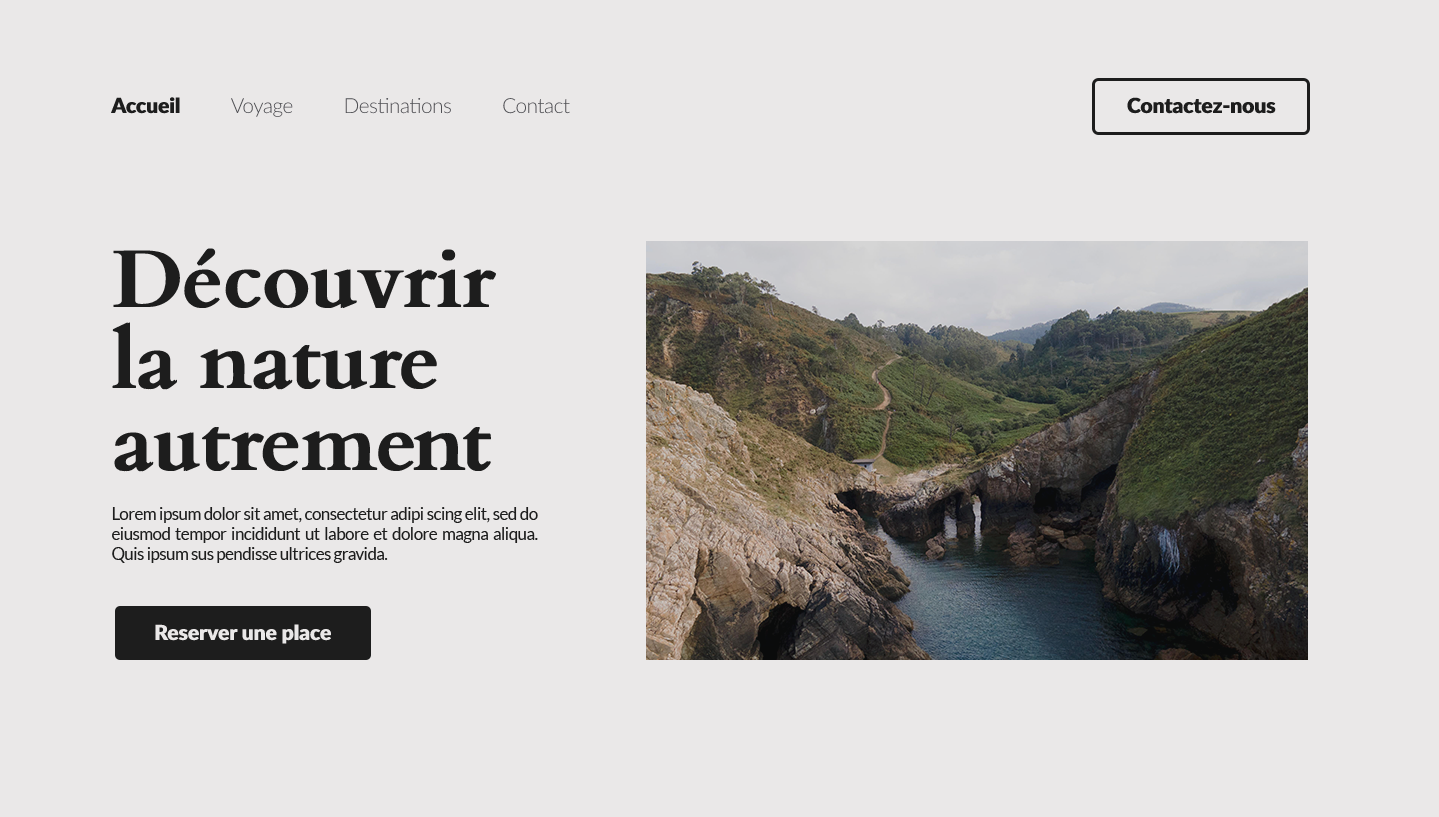 Accueil Voyage Destinations Contact Contactez-nous
Découvrir
la nature
autrement
Lorem ipsum dolor sit amet, consectetur adipi scing elit, sed do
eiusmod tempor incididunt ut labore et dolore magna aliqua.
Quis ipsum sus pendisse ultrices gravida.
Reserver une place